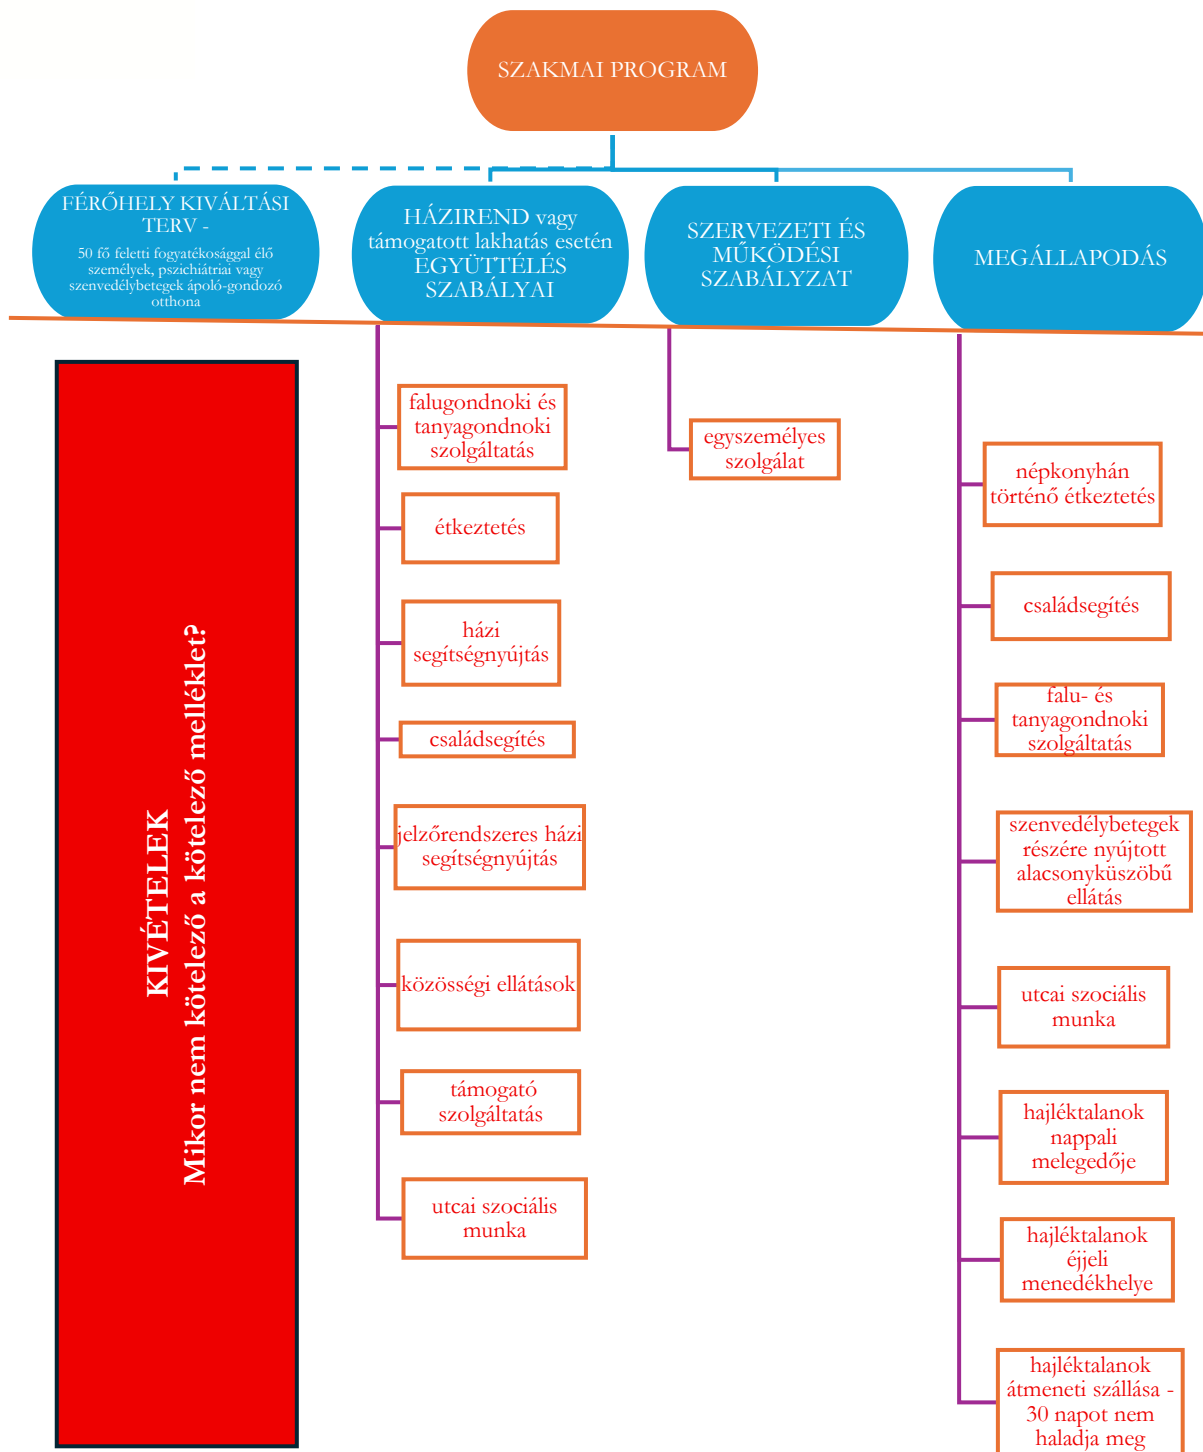 SZAKMAI PROGRAM
FÉRŐHELY KIVÁLTÁSI
TERV -
50 fő feletti fogyatékosággal élő
személyek, pszichiátriai vagy
szenvedélybetegek ápoló-gondozó
otthona
HÁZIREND vagy
támogatott lakhatás esetén
EGYÜTTÉLÉS
SZABÁLYAI
SZERVEZETI ÉS
MŰKÖDÉSI
SZABÁLYZAT
MEGÁLLAPODÁS
KIVÉTELEK
Mikor nem kötelező a kötelező melléklet?
falugondnoki és
tanyagondnoki
szolgáltatás
étkeztetés
házi
segítségnyújtás
családsegítés
jelzőrendszeres házi
segítségnyújtás
közösségi ellátások
támogató
szolgáltatás
utcai szociális
munka
egyszemélyes
szolgálat
népkonyhán
történő étkeztetés
családsegítés
falu- és
tanyagondnoki
szolgáltatás
szenvedélybetegek
részére nyújtott
alacsonyküszöbű
ellátás
utcai szociális
munka
hajléktalanok
nappali
melegedője
hajléktalanok
éjjeli
menedékhelye
hajléktalanok
átmeneti szállása -
30 napot nem
haladja meg